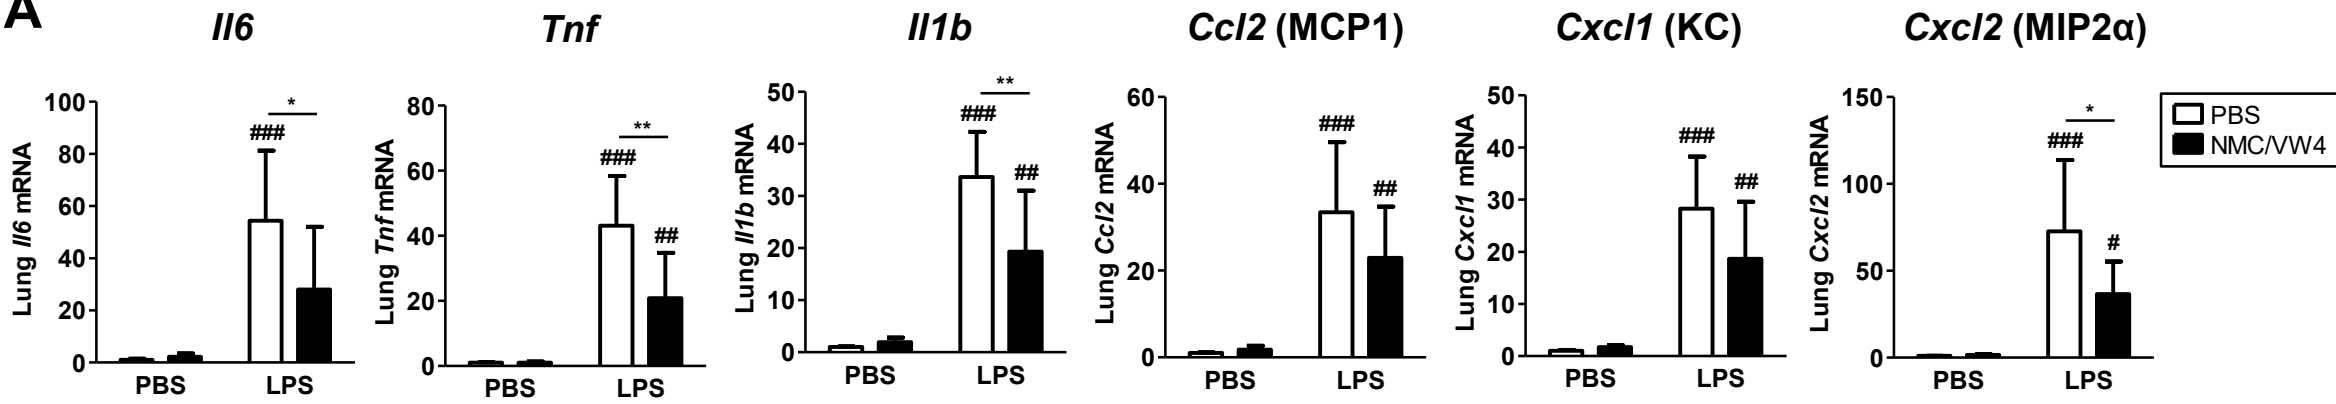 A
Il6
Tnf
Il1b
Ccl2 (MCP1)
Cxcl1 (KC)
Cxcl2 (MIP2α)
Lung Il6 mRNA
100
80
60
40
20
0
###
*
PBS
LPS
Lung Tnf mRNA
80
60
40
20
0
###
**
##
PBS
LPS
Lung Il1b mRNA
50
40
30
20
10
0
###
**
##
PBS
LPS
Lung Ccl2 mRNA
60
40
20
0
###
##
PBS
LPS
Lung Cxcl1 mRNA
50
40
30
20
10
0
###
##
PBS
LPS
Lung Cxcl2 mRNA
150
100
50
0
###
*
#
PBS
LPS
PBS
NMC/VW4